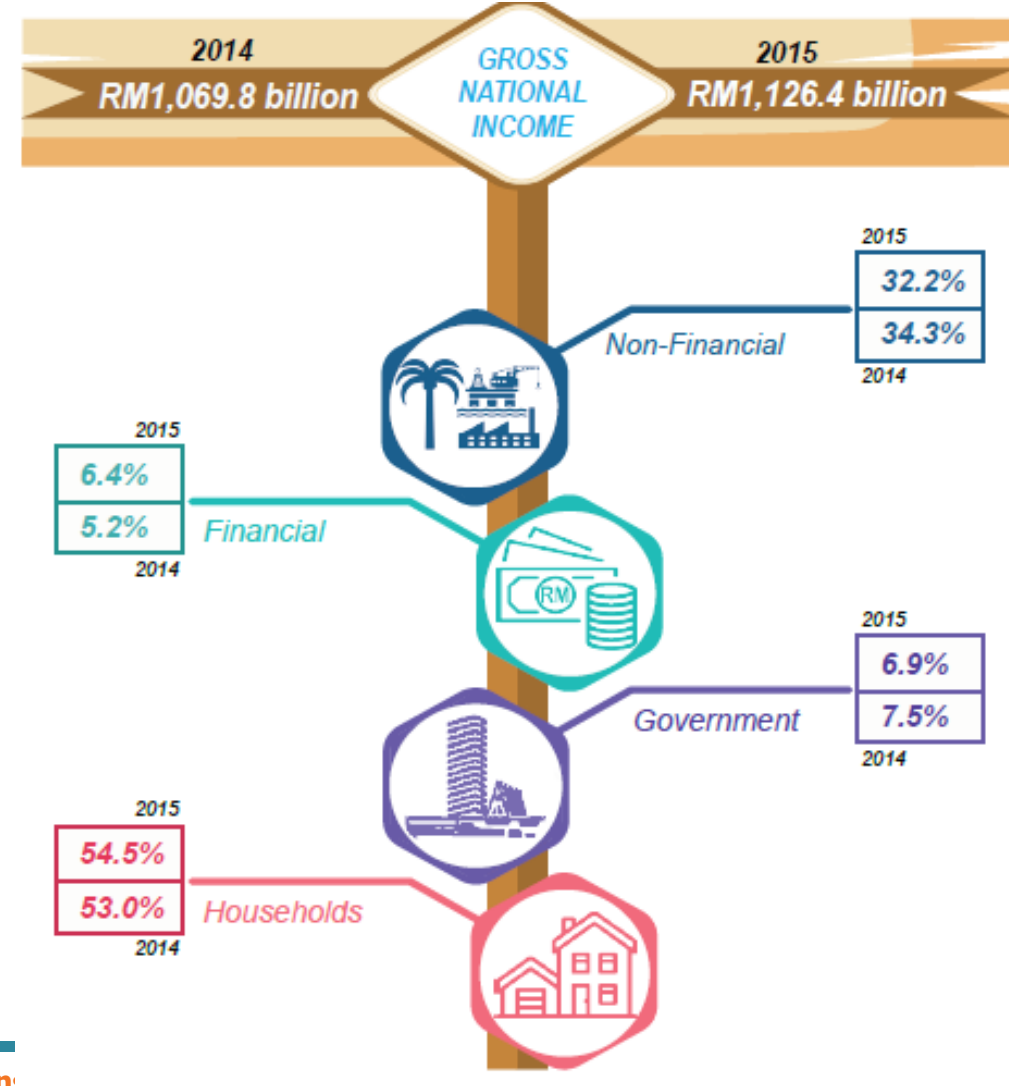 2014
RM1,069.8 billion
GROSS
NATIONAL
INCOME
2015
RM1,126.4 billion
2015
32.2%
34.3%
2014
Non-Financial
2015
6.4%
5.2%
2014
Financial
RM
2015
6.9%
7.5%
2014
Government
2015
54.5%
53.0%
2014
Households